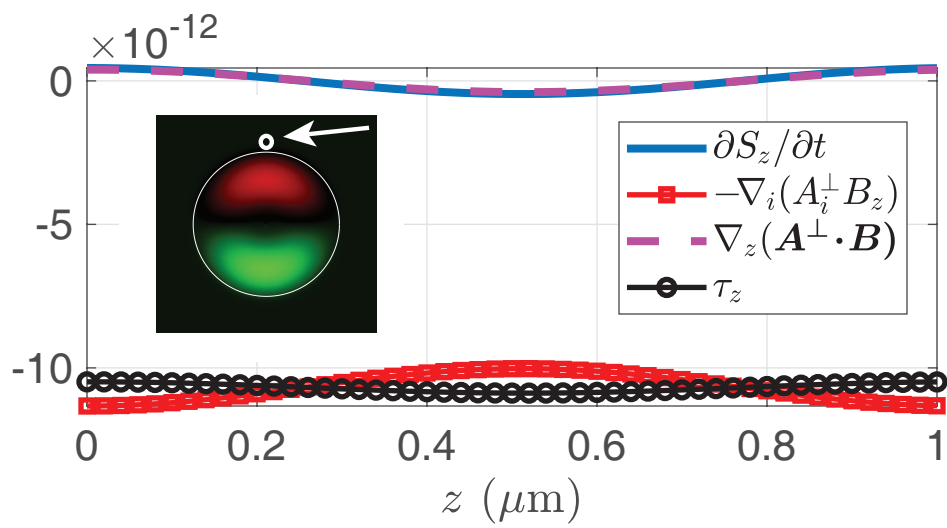 ×10⁻¹²
0
-5
-10
∂S_z/∂t
−∇_i(A_i^⊥ B_z)
∇_z(A^⊥ · B)
τ_z
0 0.2 0.4 0.6 0.8 1
z (μm)